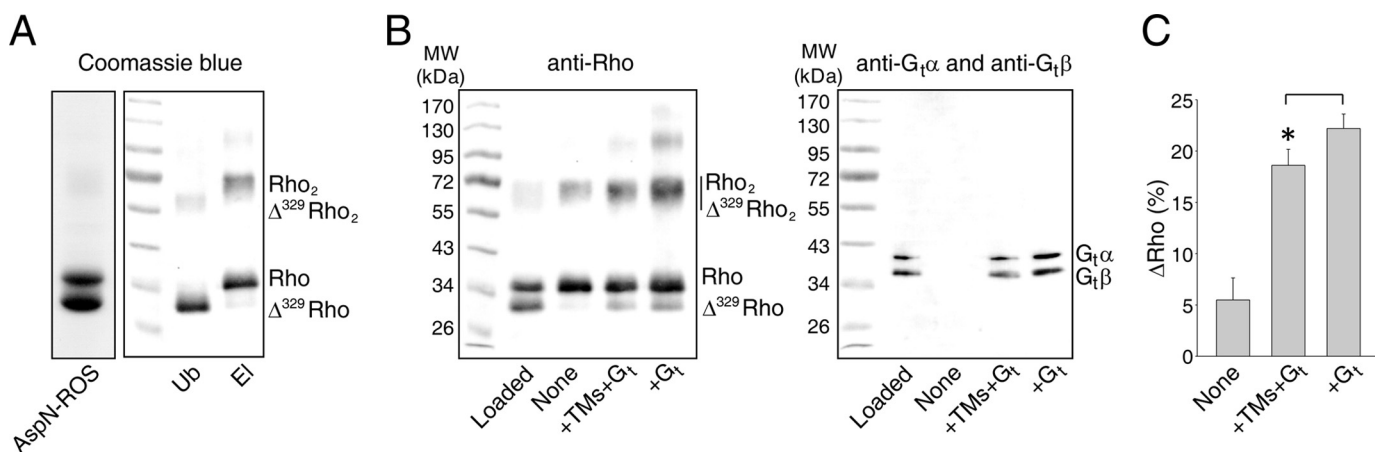 A
Coomassie blue
Rho₂
Δ³²⁹Rho₂
Rho
Δ³²⁹Rho
AspN-ROS
Ub
El
B
MW
(kDa)
anti-Rho
170
130
95
72
55
43
34
26
Rho₂
Δ³²⁹Rho₂
Rho
Δ³²⁹Rho
Loaded
None
+TMs+Gₜ
+Gₜ
MW
(kDa)
anti-Gₜα and anti-Gₜβ
170
130
95
72
55
43
34
26
Gₜα
Gₜβ
Loaded
None
+TMs+Gₜ
+Gₜ
C
ΔRho (%)
25
20
15
10
5
0
*
None
+TMs+Gₜ
+Gₜ